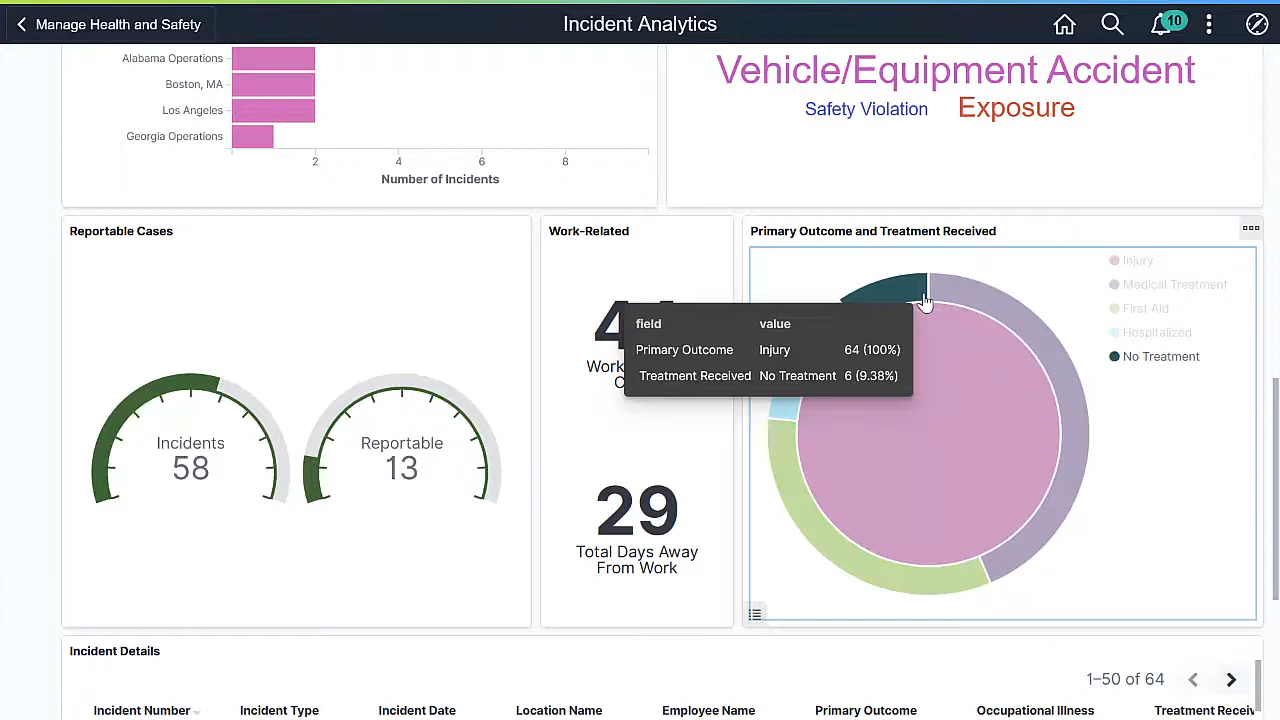 Manage Health and Safety
Incident Analytics
10
Alabama Operations
Boston, MA
Los Angeles
Georgia Operations
2 4 6 8
Number of Incidents
Vehicle/Equipment Accident
Safety Violation Exposure
Reportable Cases
Incidents
58
Reportable
13
Work-Related
29
Total Days Away
From Work
Primary Outcome and Treatment Received
Injury
Medical Treatment
First Aid
Hospitalized
No Treatment
field value
Primary Outcome Injury 64 (100%)
Treatment Received No Treatment 6 (9.38%)
Incident Details
1–50 of 64
Incident Number Incident Type Incident Date Location Name Employee Name Primary Outcome Occupational Illness Treatment